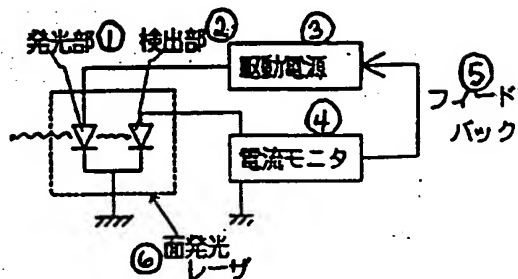 発光部① 検出部② ③
駆動電源
④
電流モニタ
⑤
フィード
バック
⑥面発光
レーザ